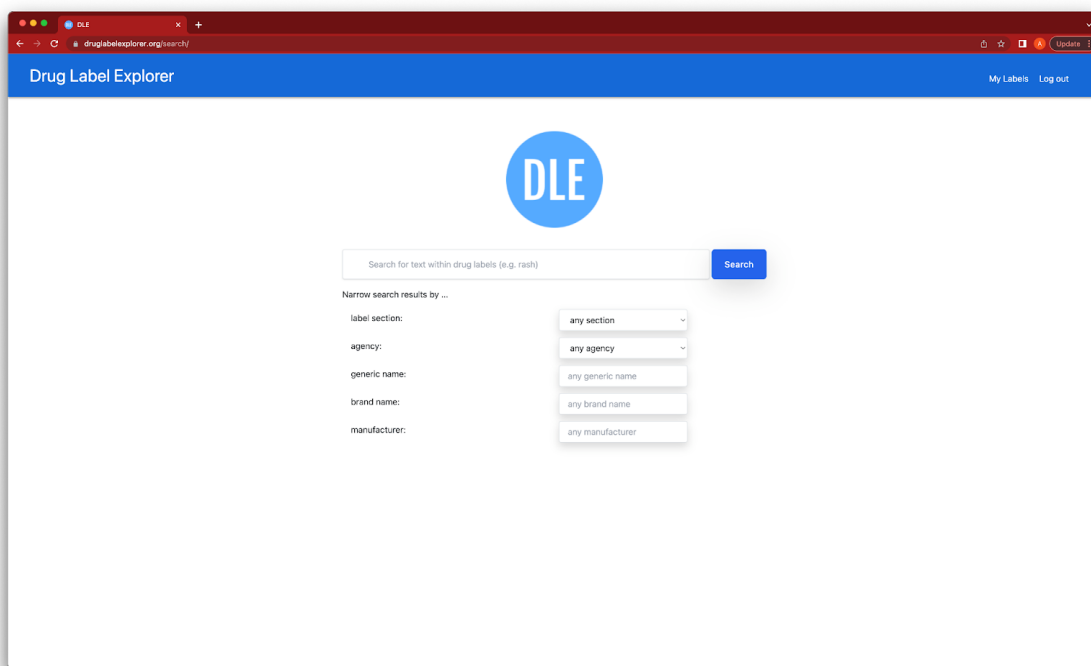 DLE
druglabelexplorer.org/search/
A
Update
Drug Label Explorer
My Labels Log out
DLE
Search for text within drug labels (e.g. rash)
Search
Narrow search results by ...
label section: any section
agency: any agency
generic name: any generic name
brand name: any brand name
manufacturer: any manufacturer